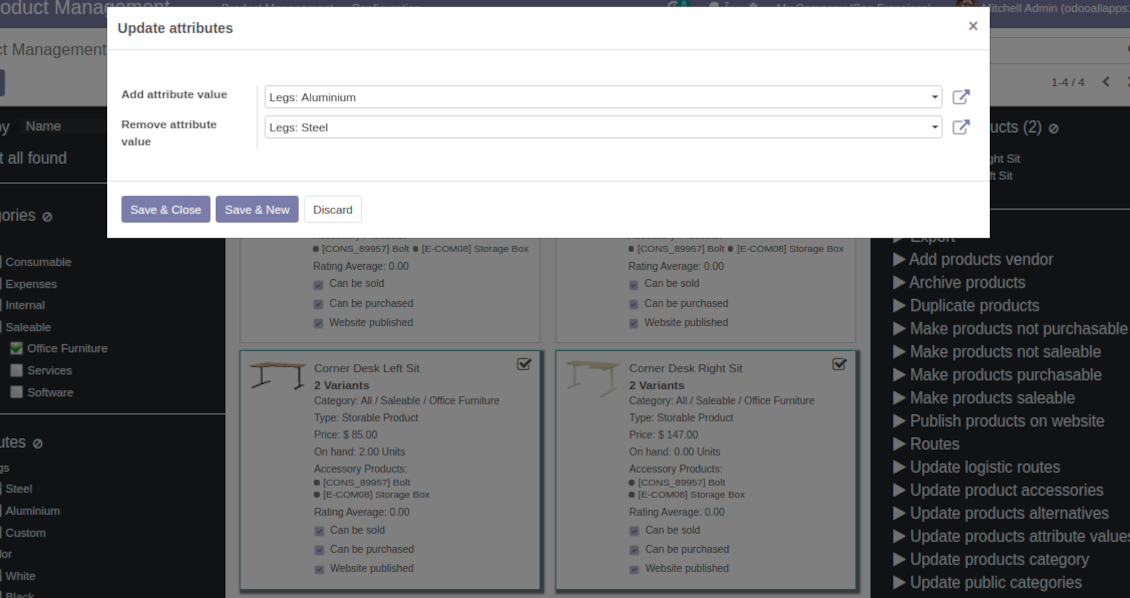 Product Management
Mitchell Admin (odooallapps
Update attributes
×
ct Management
1-4 / 4
Add attribute value
Legs: Aluminium
Remove attribute
value
Legs: Steel
Save & Close
Save & New
Discard
by
Name
t all found
ories
Consumable
Expenses
Internal
Saleable
Office Furniture
Services
Software
utes
gs
Steel
Aluminium
Custom
lor
White
Black
[CONS_89957] Bolt [E-COM08] Storage Box
Rating Average: 0.00
Can be sold
Can be purchased
Website published
[CONS_89957] Bolt [E-COM08] Storage Box
Rating Average: 0.00
Can be sold
Can be purchased
Website published
Corner Desk Left Sit
2 Variants
Category: All / Saleable / Office Furniture
Type: Storable Product
Price: $ 85.00
On hand: 2.00 Units
Accessory Products:
[CONS_89957] Bolt
[E-COM08] Storage Box
Rating Average: 0.00
Can be sold
Can be purchased
Website published
Corner Desk Right Sit
2 Variants
Category: All / Saleable / Office Furniture
Type: Storable Product
Price: $ 147.00
On hand: 0.00 Units
Accessory Products:
[CONS_89957] Bolt
[E-COM08] Storage Box
Rating Average: 0.00
Can be sold
Can be purchased
Website published
ucts (2)
ght Sit
ft Sit
Export
Add products vendor
Archive products
Duplicate products
Make products not purchasable
Make products not saleable
Make products purchasable
Make products saleable
Publish products on website
Routes
Update logistic routes
Update product accessories
Update products alternatives
Update products attribute values
Update products category
Update public categories